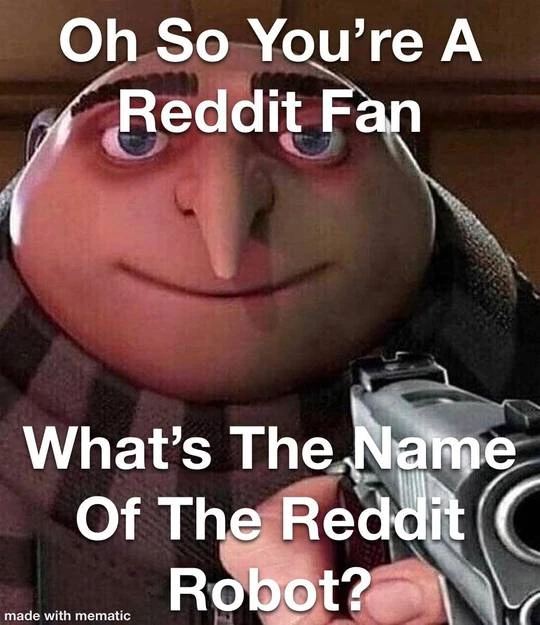 Oh So You’re A
Reddit Fan
What’s The Name
Of The Reddit
Robot?
made with mematic